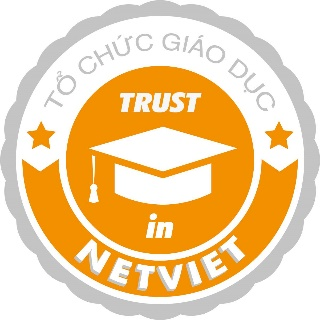 TỔ CHỨC GIÁO DỤC
TRUST
in
NETVIET